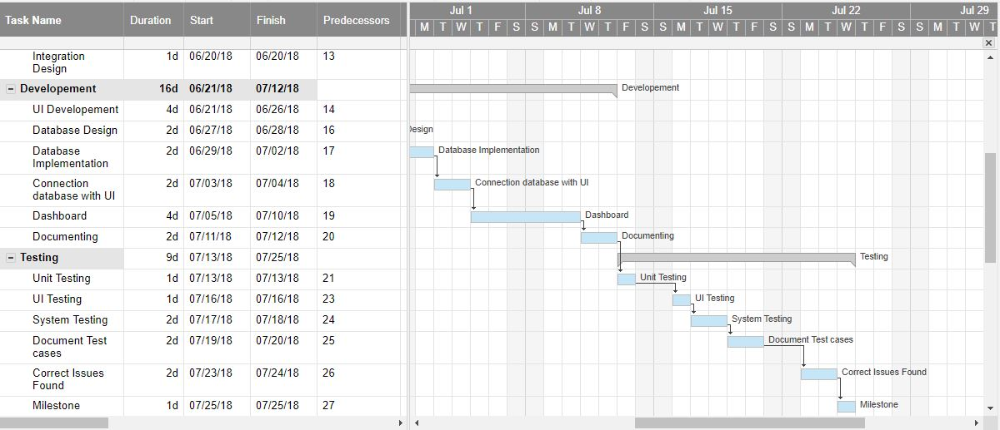 Task Name Duration Start Finish Predecessors Jul 1 Jul 8 Jul 15 Jul 22 Jul 29
M T W T F S S M T W T F S S M T W T F S S M T W T F S S M T W T
Integration
Design 1d 06/20/18 06/20/18 13
Developement 16d 06/21/18 07/12/18 Developement
UI Developement 4d 06/21/18 06/26/18 14
Database Design 2d 06/27/18 06/28/18 16 Design
Database
Implementation 2d 06/29/18 07/02/18 17 Database Implementation
Connection
database with UI 2d 07/03/18 07/04/18 18 Connection database with UI
Dashboard 4d 07/05/18 07/10/18 19 Dashboard
Documenting 2d 07/11/18 07/12/18 20 Documenting
Testing 9d 07/13/18 07/25/18 Testing
Unit Testing 1d 07/13/18 07/13/18 21 Unit Testing
UI Testing 1d 07/16/18 07/16/18 23 UI Testing
System Testing 2d 07/17/18 07/18/18 24 System Testing
Document Test
cases 2d 07/19/18 07/20/18 25 Document Test cases
Correct Issues
Found 2d 07/23/18 07/24/18 26 Correct Issues Found
Milestone 1d 07/25/18 07/25/18 27 Milestone